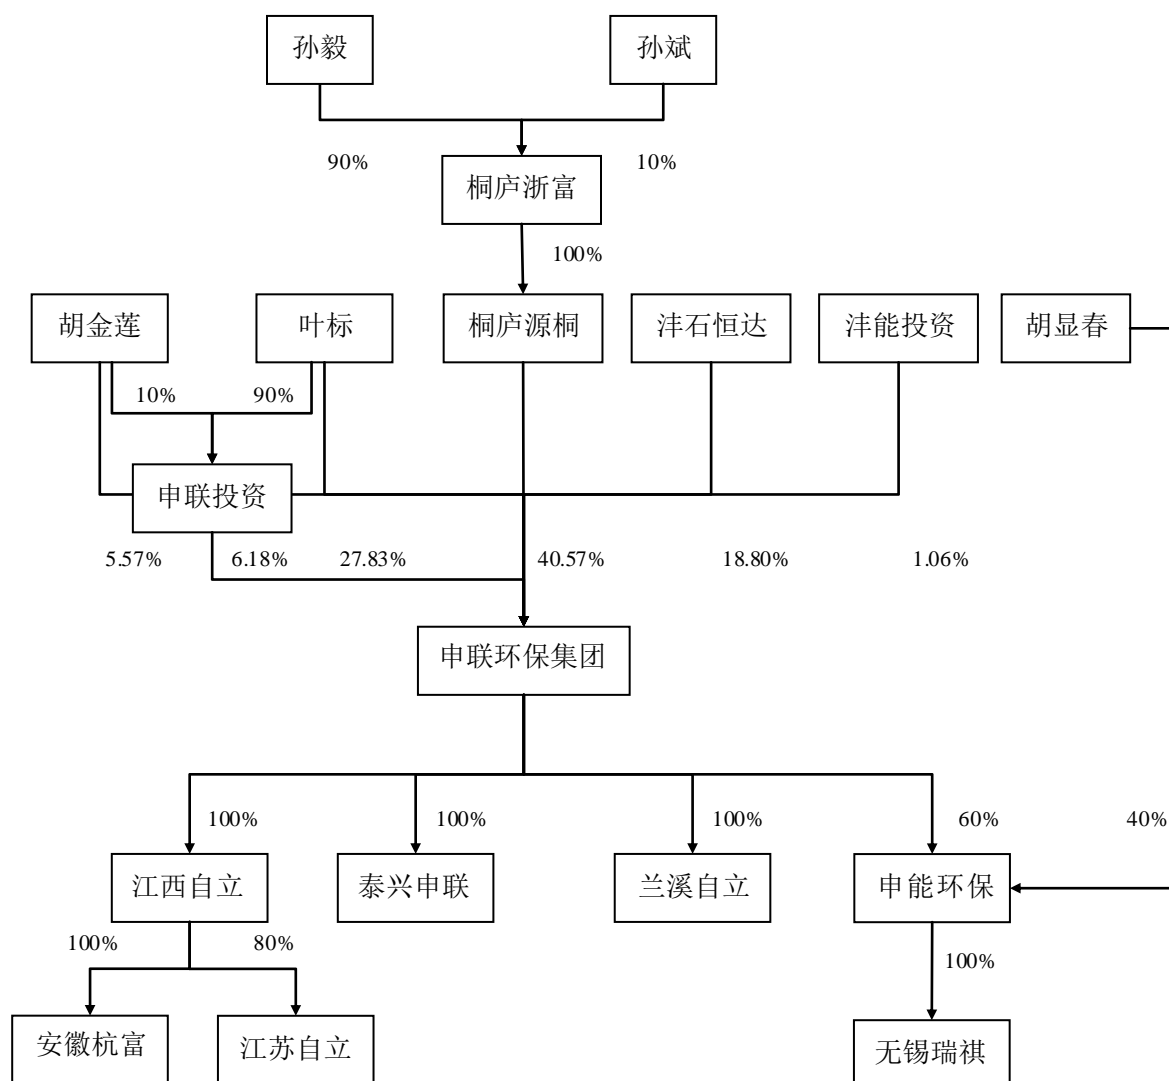 孙毅
孙斌
90%
10%
桐庐浙富
100%
胡金莲
叶标
桐庐源桐
沣石恒达
沣能投资
胡显春
10%
90%
申联投资
5.57%
6.18%
27.83%
40.57%
18.80%
1.06%
申联环保集团
100%
100%
100%
60%
40%
江西自立
泰兴申联
兰溪自立
申能环保
100%
80%
100%
安徽杭富
江苏自立
无锡瑞祺